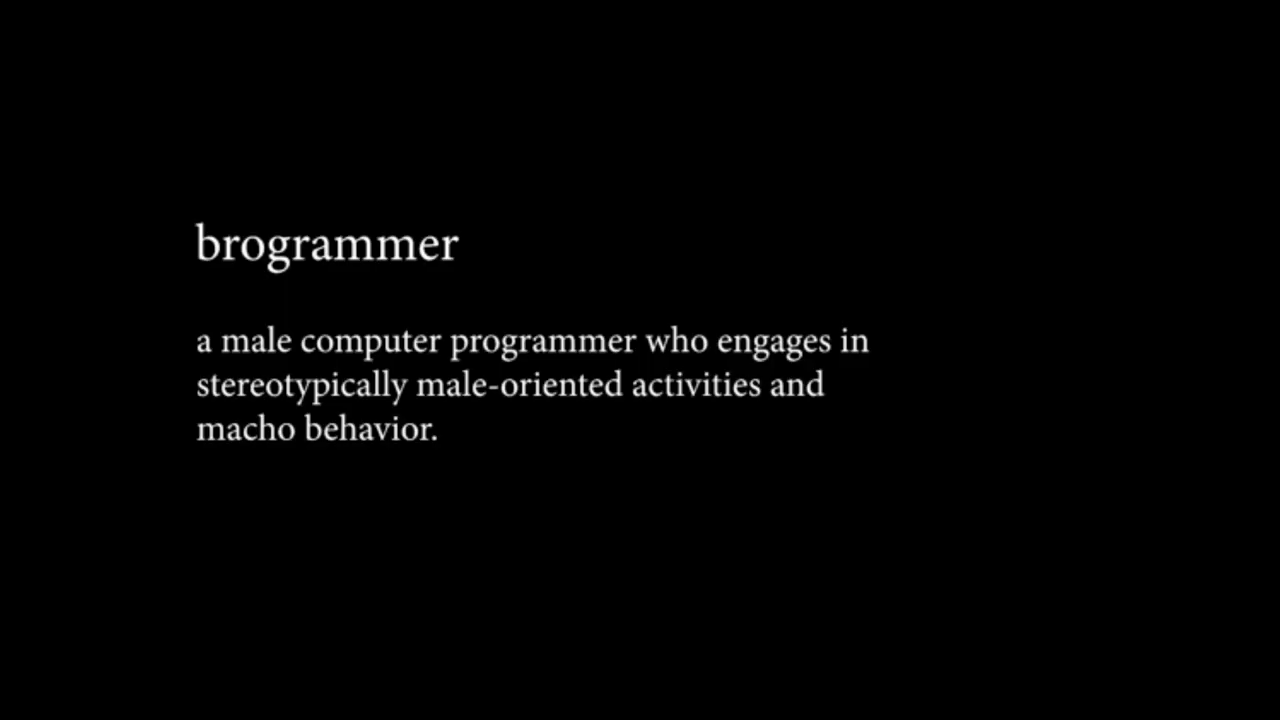 brogrammer
a male computer programmer who engages in
stereotypically male-oriented activities and
macho behavior.